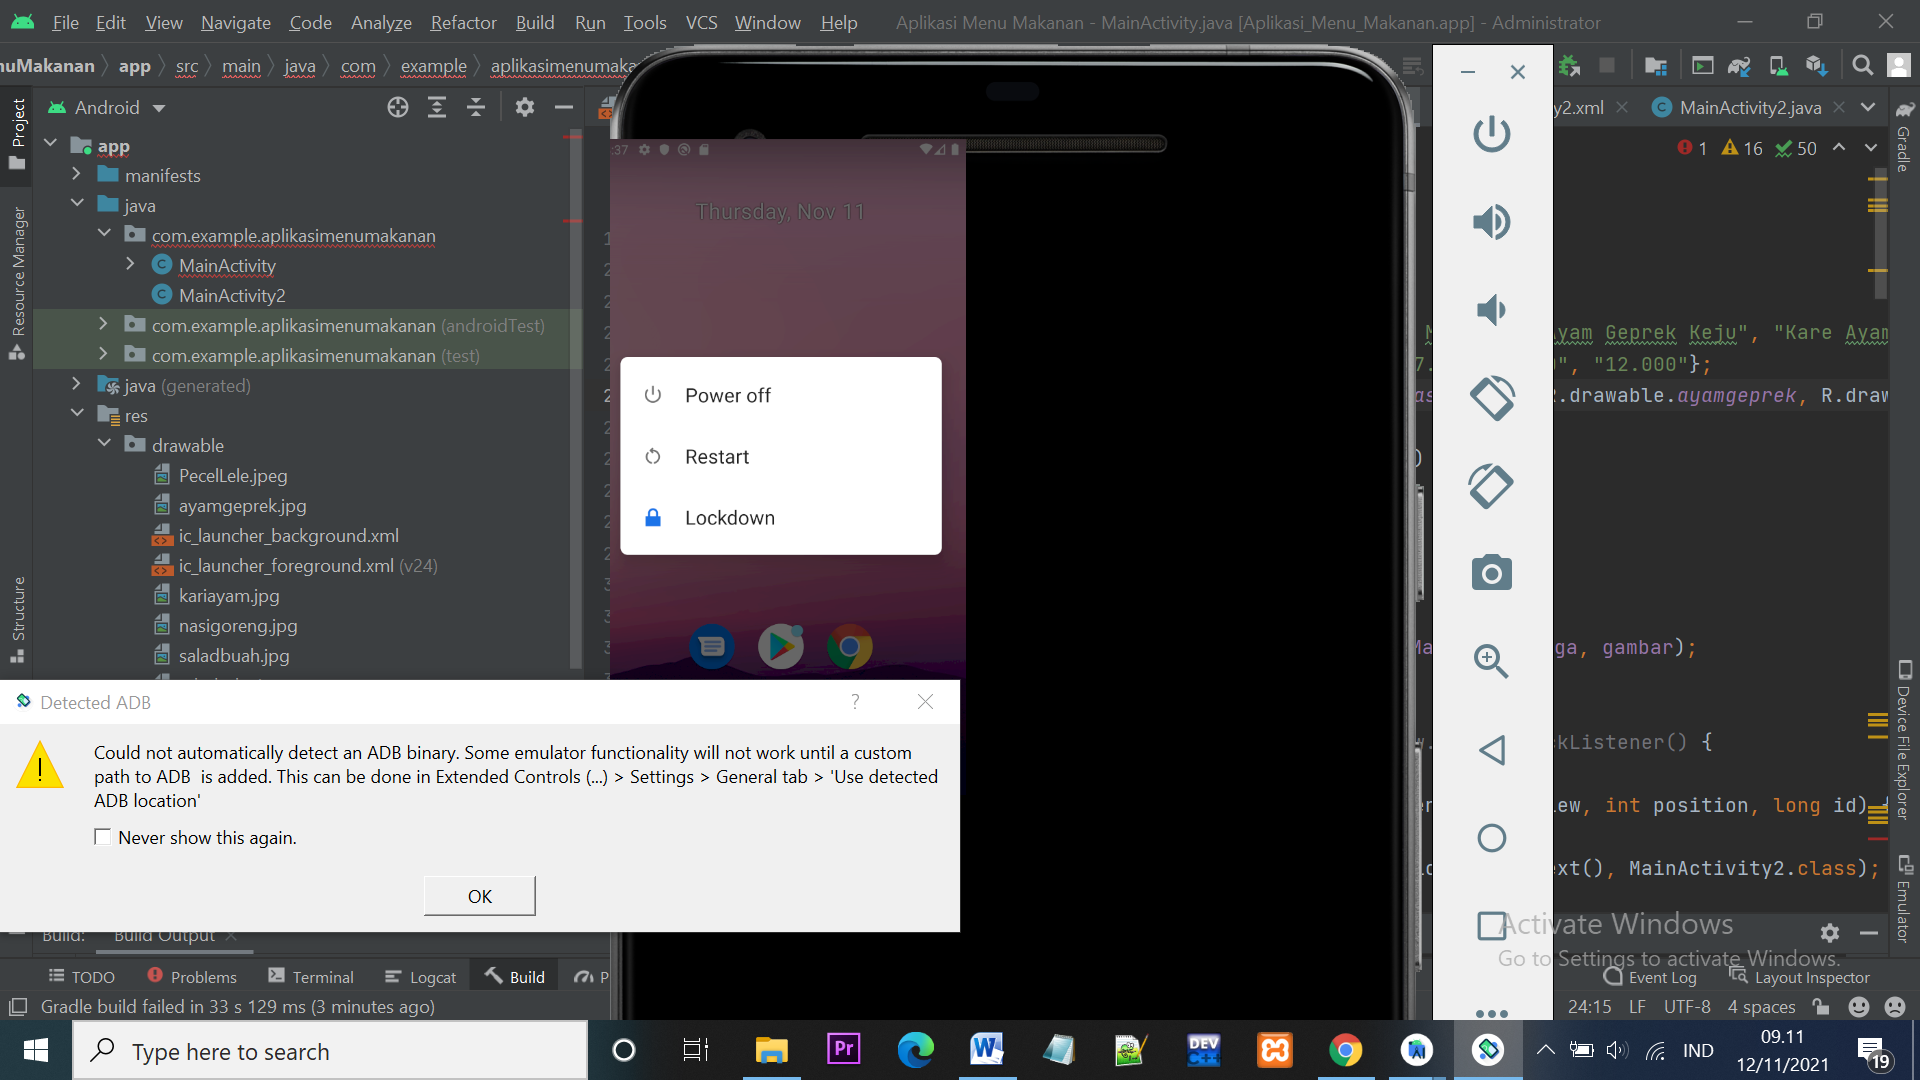 File Edit View Navigate Code Analyze Refactor Build Run Tools VCS Window Help Aplikasi Menu Makanan - MainActivity.java [Aplikasi_Menu_Makanan.app] - Administrator
nuMakanan app src main java com example aplikasimenumaka
Android
y2.xml MainActivity2.java
Project
Resource Manager
Structure
Gradle
Device File Explorer
Emulator
1 16 50
app
manifests
java
com.example.aplikasimenumakanan
MainActivity
MainActivity2
com.example.aplikasimenumakanan (androidTest)
com.example.aplikasimenumakanan (test)
java (generated)
res
drawable
PecelLele.jpeg
ayamgeprek.jpg
ic_launcher_background.xml
ic_launcher_foreground.xml (v24)
kariayam.jpg
nasigoreng.jpg
saladbuah.jpg
:37
Thursday, Nov 11
Power off
Restart
Lockdown
Ayam Geprek Keju", "Kare Ayam
", "12.000"};
R.drawable.ayamgeprek, R.draw
ga, gambar);
ckListener() {
ew, int position, long id) {
ext(), MainActivity2.class);
Detected ADB
?
Could not automatically detect an ADB binary. Some emulator functionality will not work until a custom
path to ADB is added. This can be done in Extended Controls (...) > Settings > General tab > 'Use detected
ADB location'
Never show this again.
OK
Build: Build Output
Activate Windows
Go to Settings to activate Windows.
TODO Problems Terminal Logcat Build P
Event Log Layout Inspector
Gradle build failed in 33 s 129 ms (3 minutes ago)
24:15 LF UTF-8 4 spaces
Type here to search
Pr
W
DEV C++
IND
09.11
12/11/2021
19